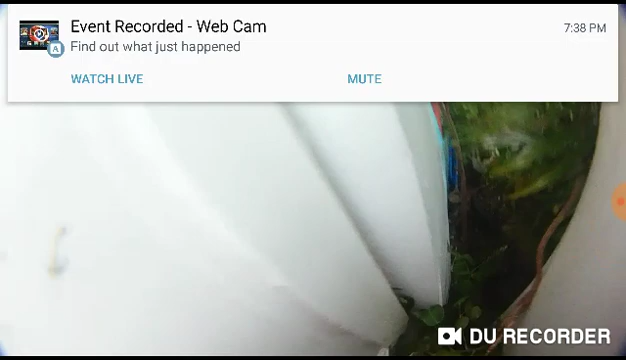 Event Recorded - Web Cam
7:38 PM
Find out what just happened
A
WATCH LIVE
MUTE
DU RECORDER